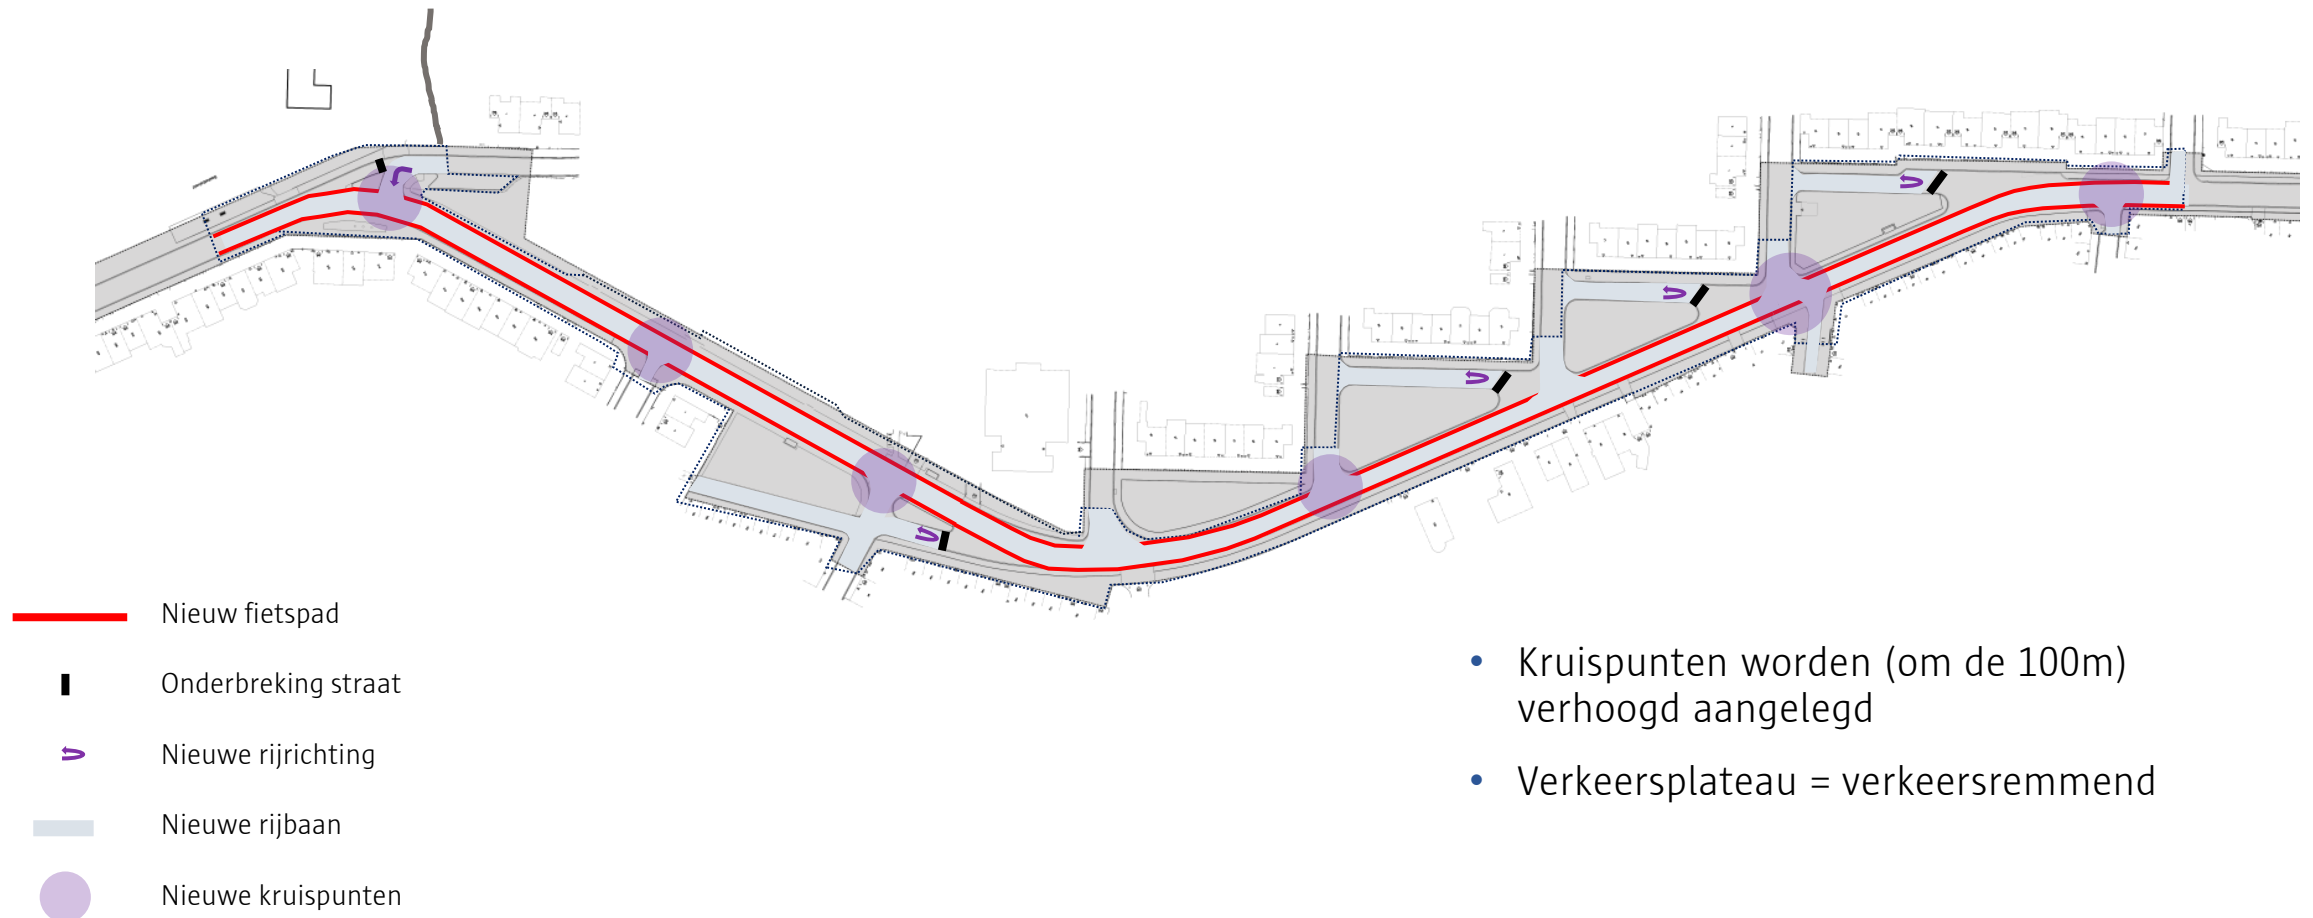 Nieuw fietspad
Onderbreking straat
Nieuwe rijrichting
Nieuwe rijbaan
Nieuwe kruispunten
• Kruispunten worden (om de 100m)
verhoogd aangelegd
• Verkeersplateau = verkeersremmend